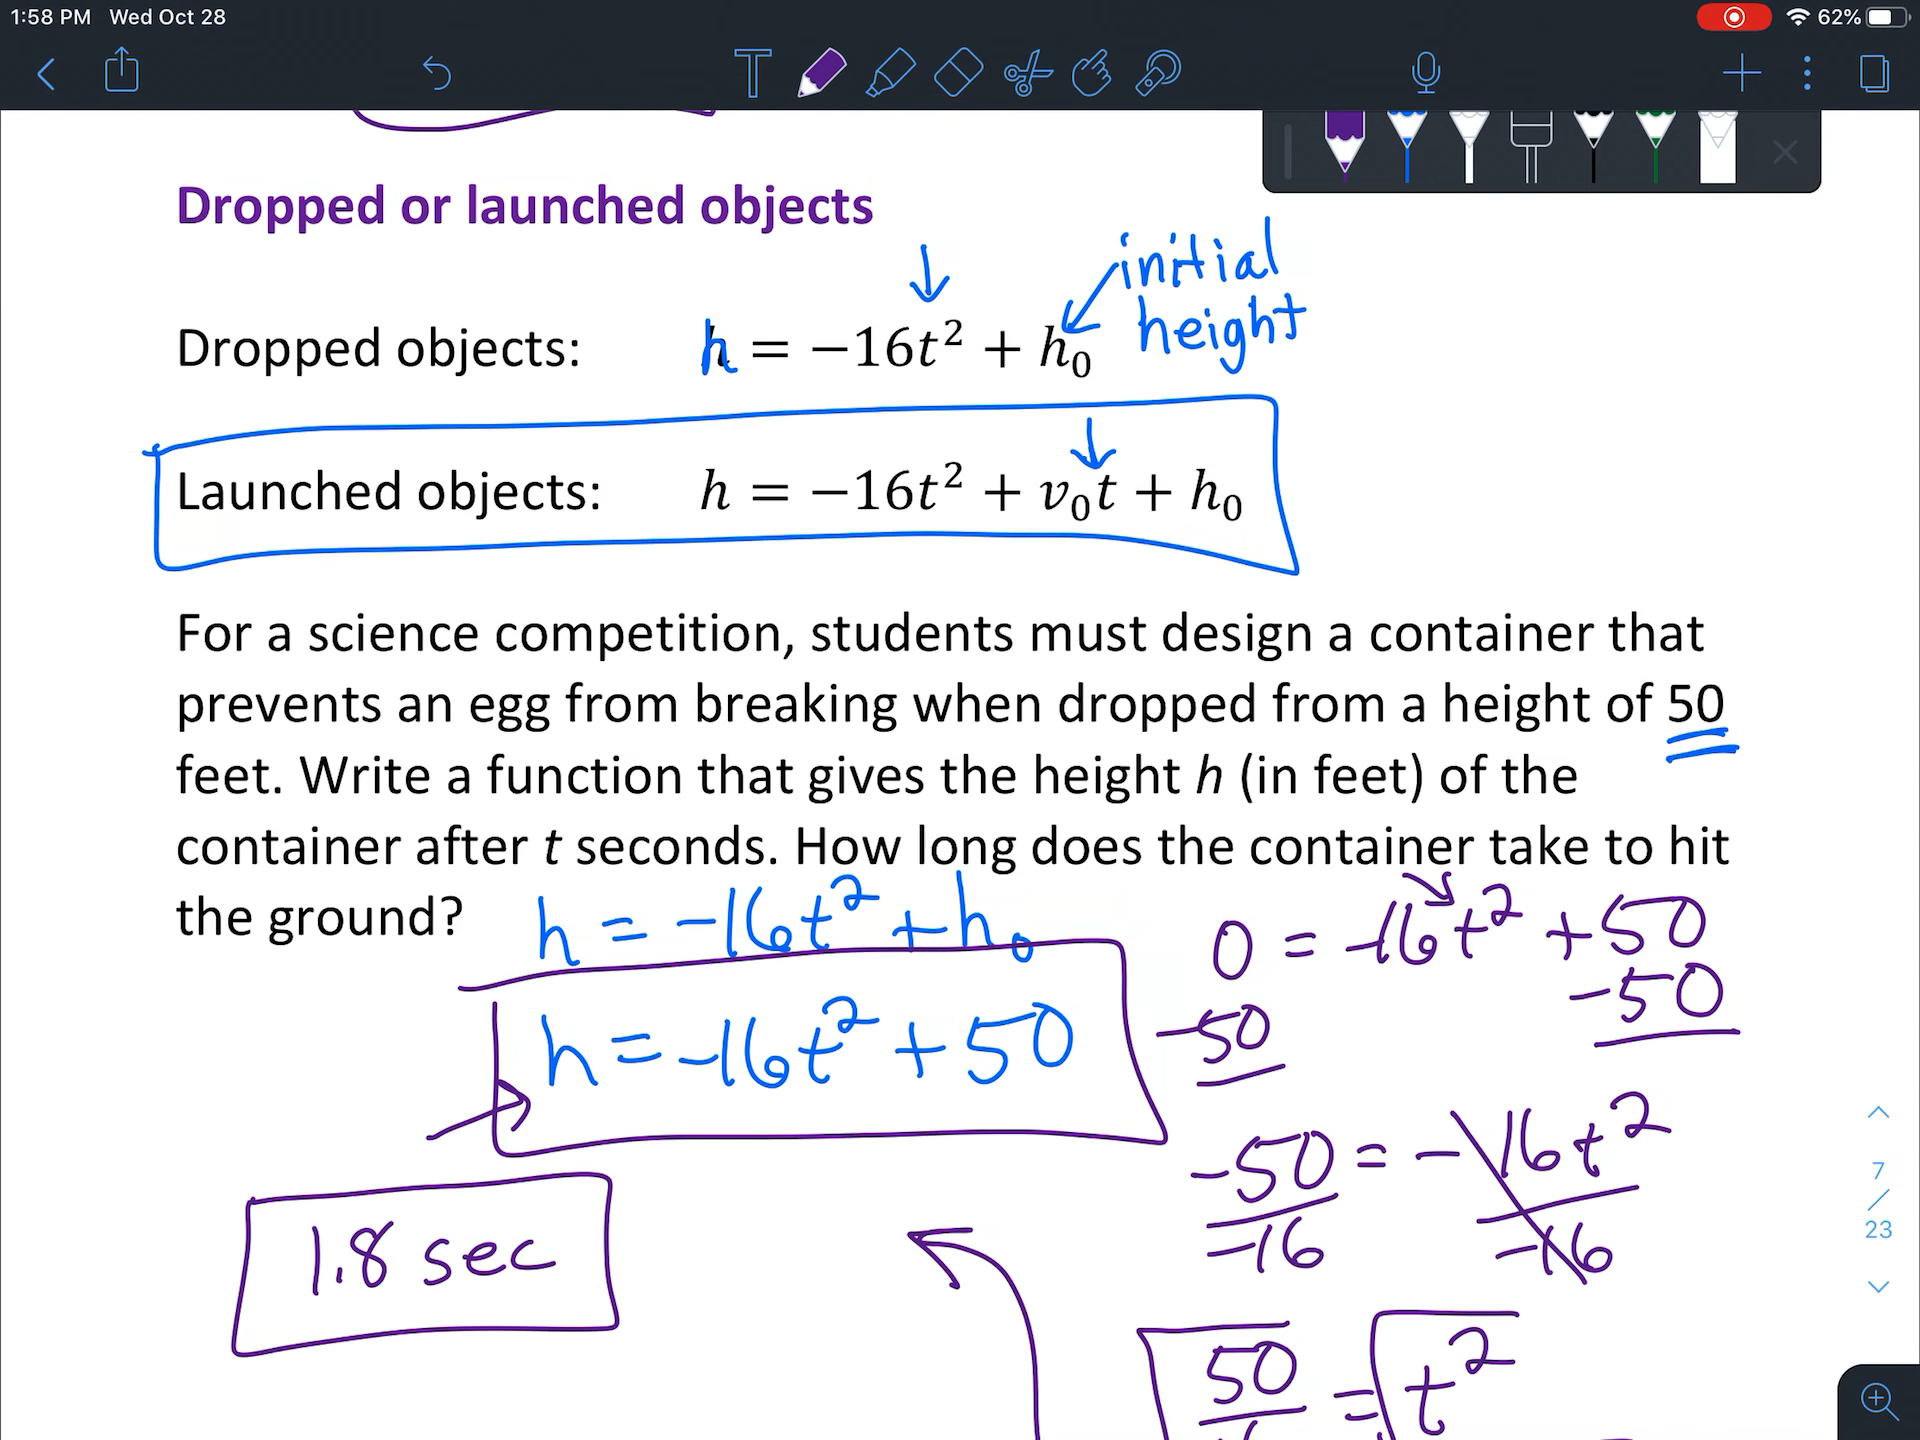 1:58 PM Wed Oct 28
62%
T
Dropped or launched objects
initial
height
Dropped objects: h = −16t² + h₀
Launched objects: h = −16t² + v₀t + h₀
For a science competition, students must design a container that
prevents an egg from breaking when dropped from a height of 50
feet. Write a function that gives the height h (in feet) of the
container after t seconds. How long does the container take to hit
the ground?
h = -16t² + h₀
h = -16t² + 50
1.8 sec
0 = -16t² + 50
-50 -50
-50 = -16t²
-16 -16
50 = t²
7
/
23